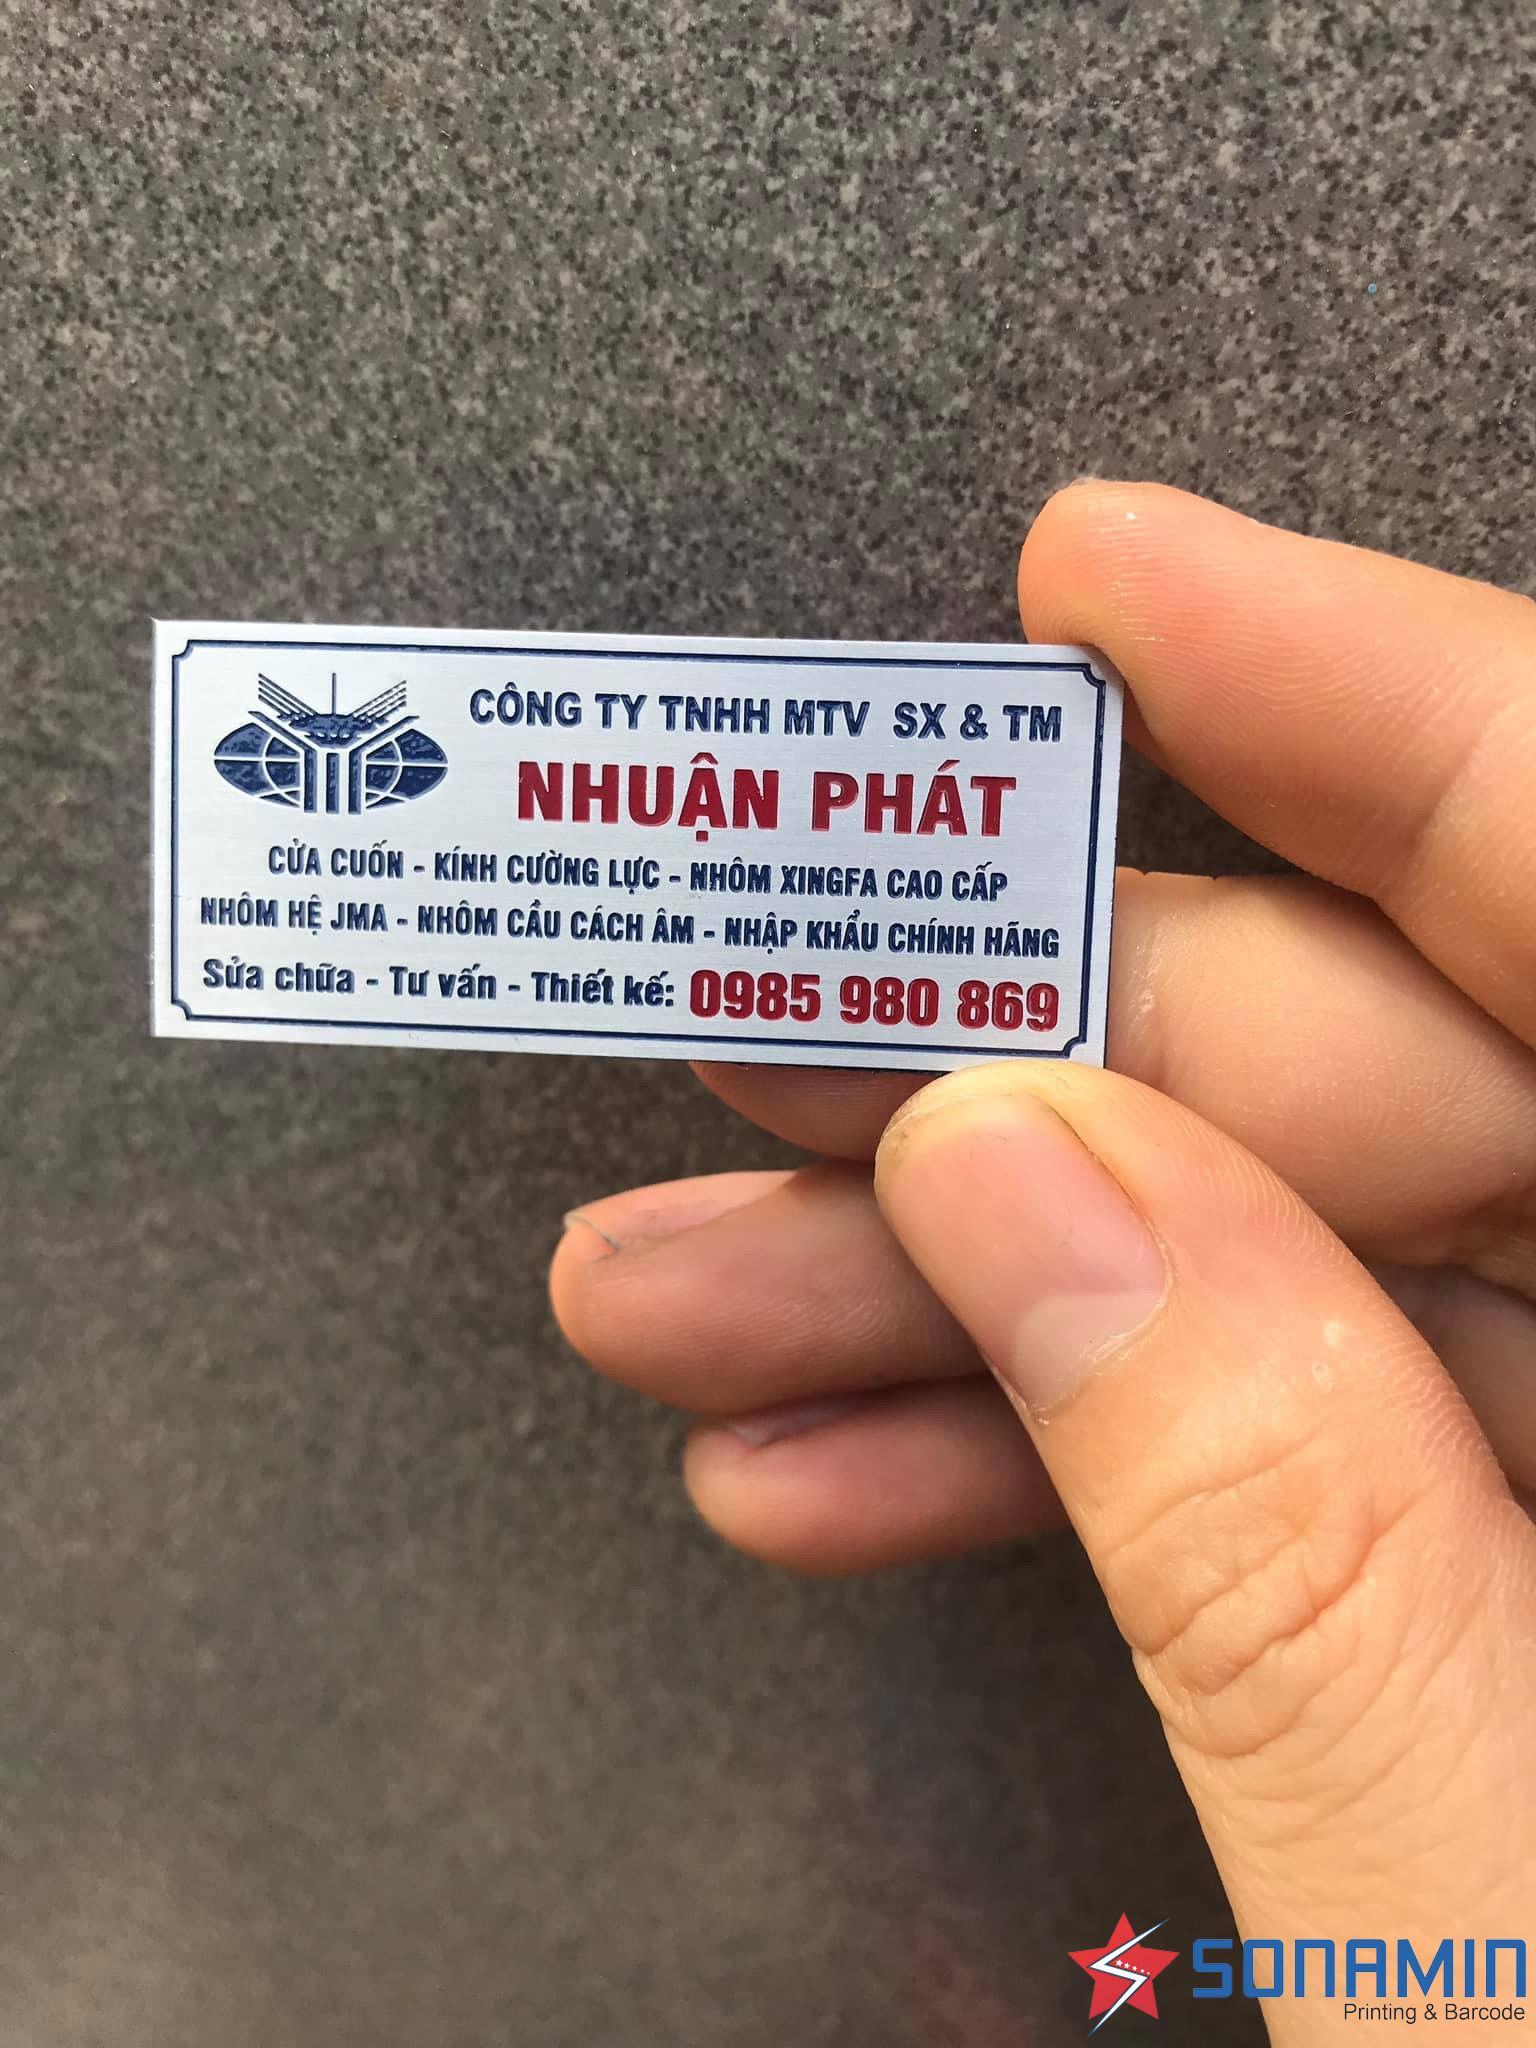 CÔNG TY TNHH MTV SX & TM
NHUẬN PHÁT
CỬA CUỐN - KÍNH CƯỜNG LỰC - NHÔM XINGFA CAO CẤP
NHÔM HỆ JMA - NHÔM CẦU CÁCH ÂM - NHẬP KHẨU CHÍNH HÃNG
Sửa chữa - Tư vấn - Thiết kế: 0985 980 869
SONAMIN
Printing & Barcode